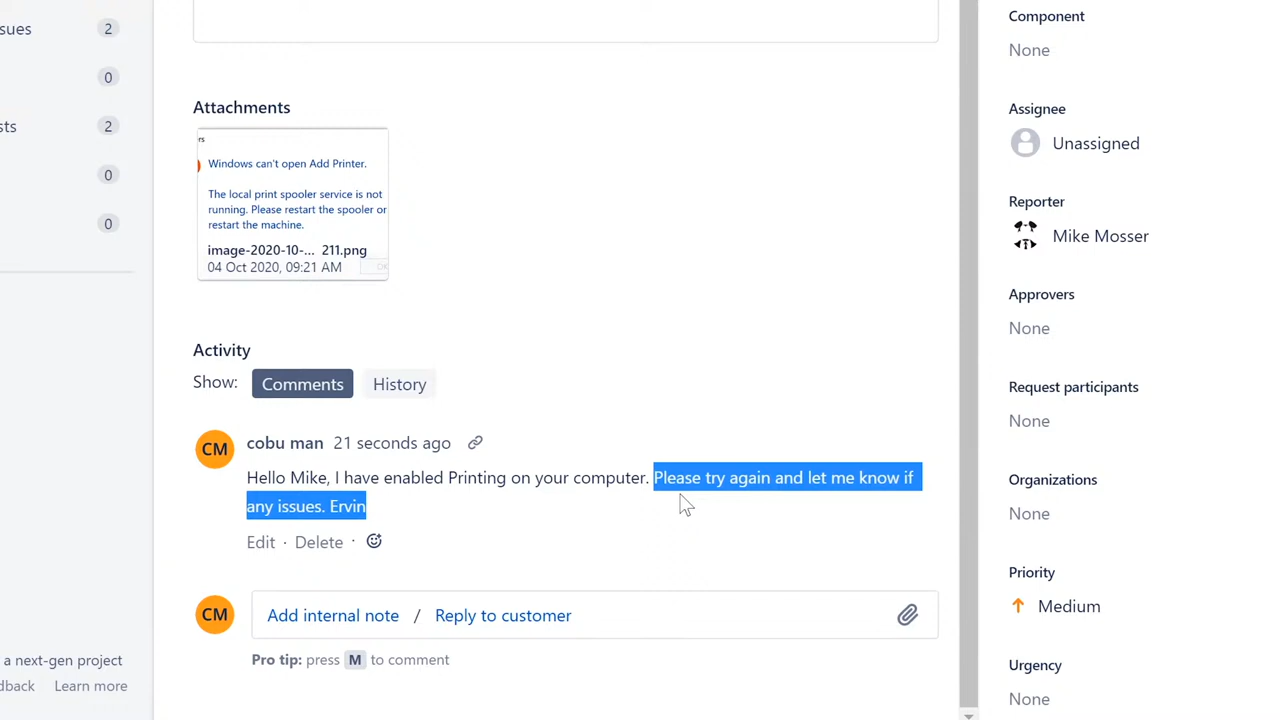 sues 2
0
sts 2
0
0
a next-gen project
dback Learn more
Attachments
rs
Windows can't open Add Printer.
The local print spooler service is not
running. Please restart the spooler or
restart the machine.
image-2020-10-... 211.png
04 Oct 2020, 09:21 AM
OK
Activity
Show: Comments History
CM cobu man 21 seconds ago
Hello Mike, I have enabled Printing on your computer. Please try again and let me know if
any issues. Ervin
Edit · Delete ·
CM Add internal note / Reply to customer
Pro tip: press M to comment
Component
None
Assignee
Unassigned
Reporter
Mike Mosser
Approvers
None
Request participants
None
Organizations
None
Priority
Medium
Urgency
None